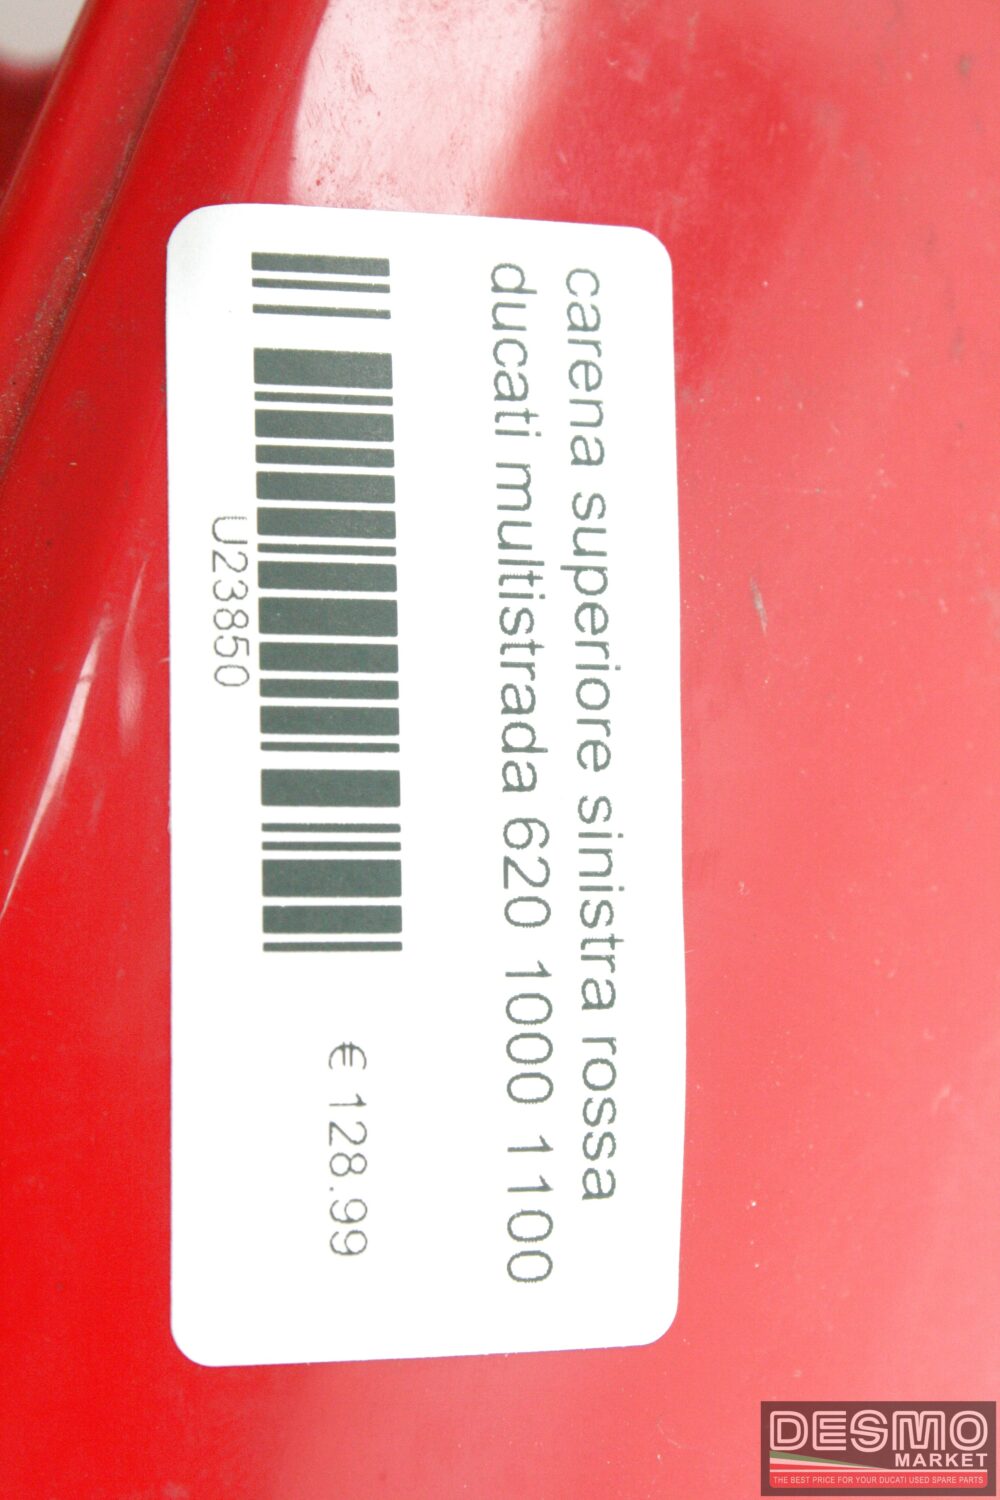 carena superiore sinistra rossa
ducati multistrada 620 1000 1100
€ 128.99
U23850
DESMO
MARKET
THE BEST PRICE FOR YOUR DUCATI USED SPARE PARTS